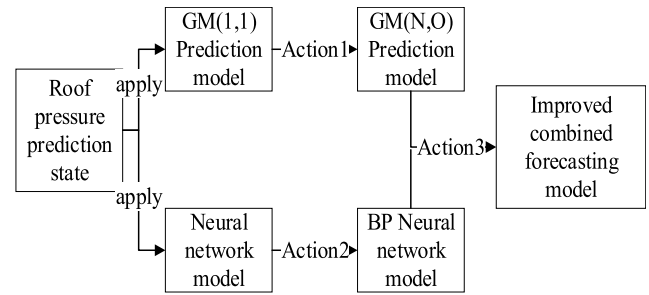 Roof
pressure
prediction
state
apply
apply
GM(1,1)
Prediction
model
Action1
GM(N,O)
Prediction
model
Neural
network
model
Action2
BP Neural
network
model
Action3
Improved
combined
forecasting
model